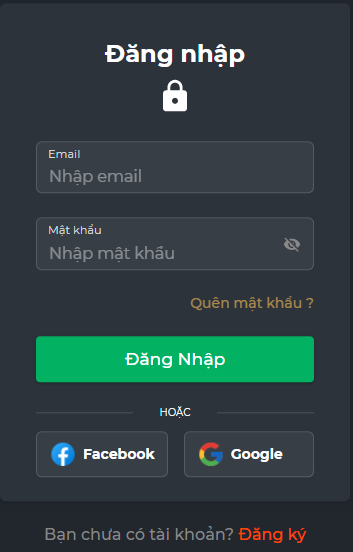 Đăng nhập
Email
Nhập email
Mật khẩu
Nhập mật khẩu
Quên mật khẩu ?
Đăng Nhập
HOẶC
Facebook Google
Bạn chưa có tài khoản? Đăng ký